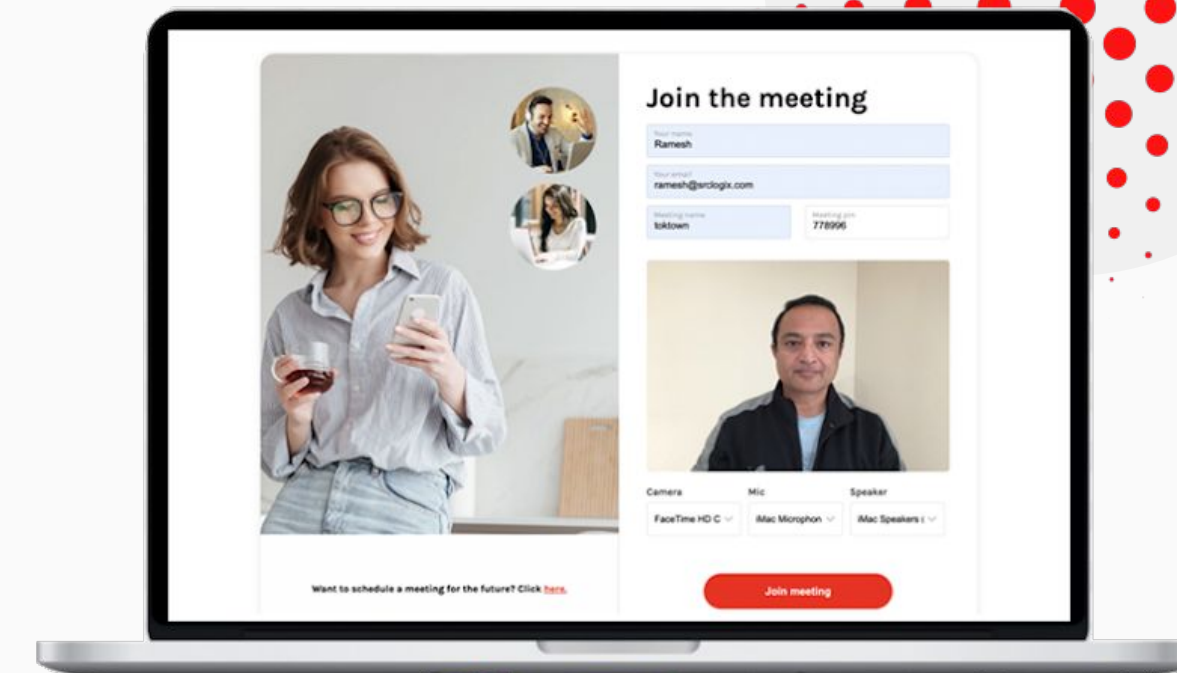 Join the meeting
Your name
Ramesh
Your email
ramesh@srclogix.com
Meeting name
toktown
Meeting pin
778996
Camera
Mic
Speaker
FaceTime HD C
iMac Microphon
iMac Speakers (
Want to schedule a meeting for the future? Click here.
Join meeting